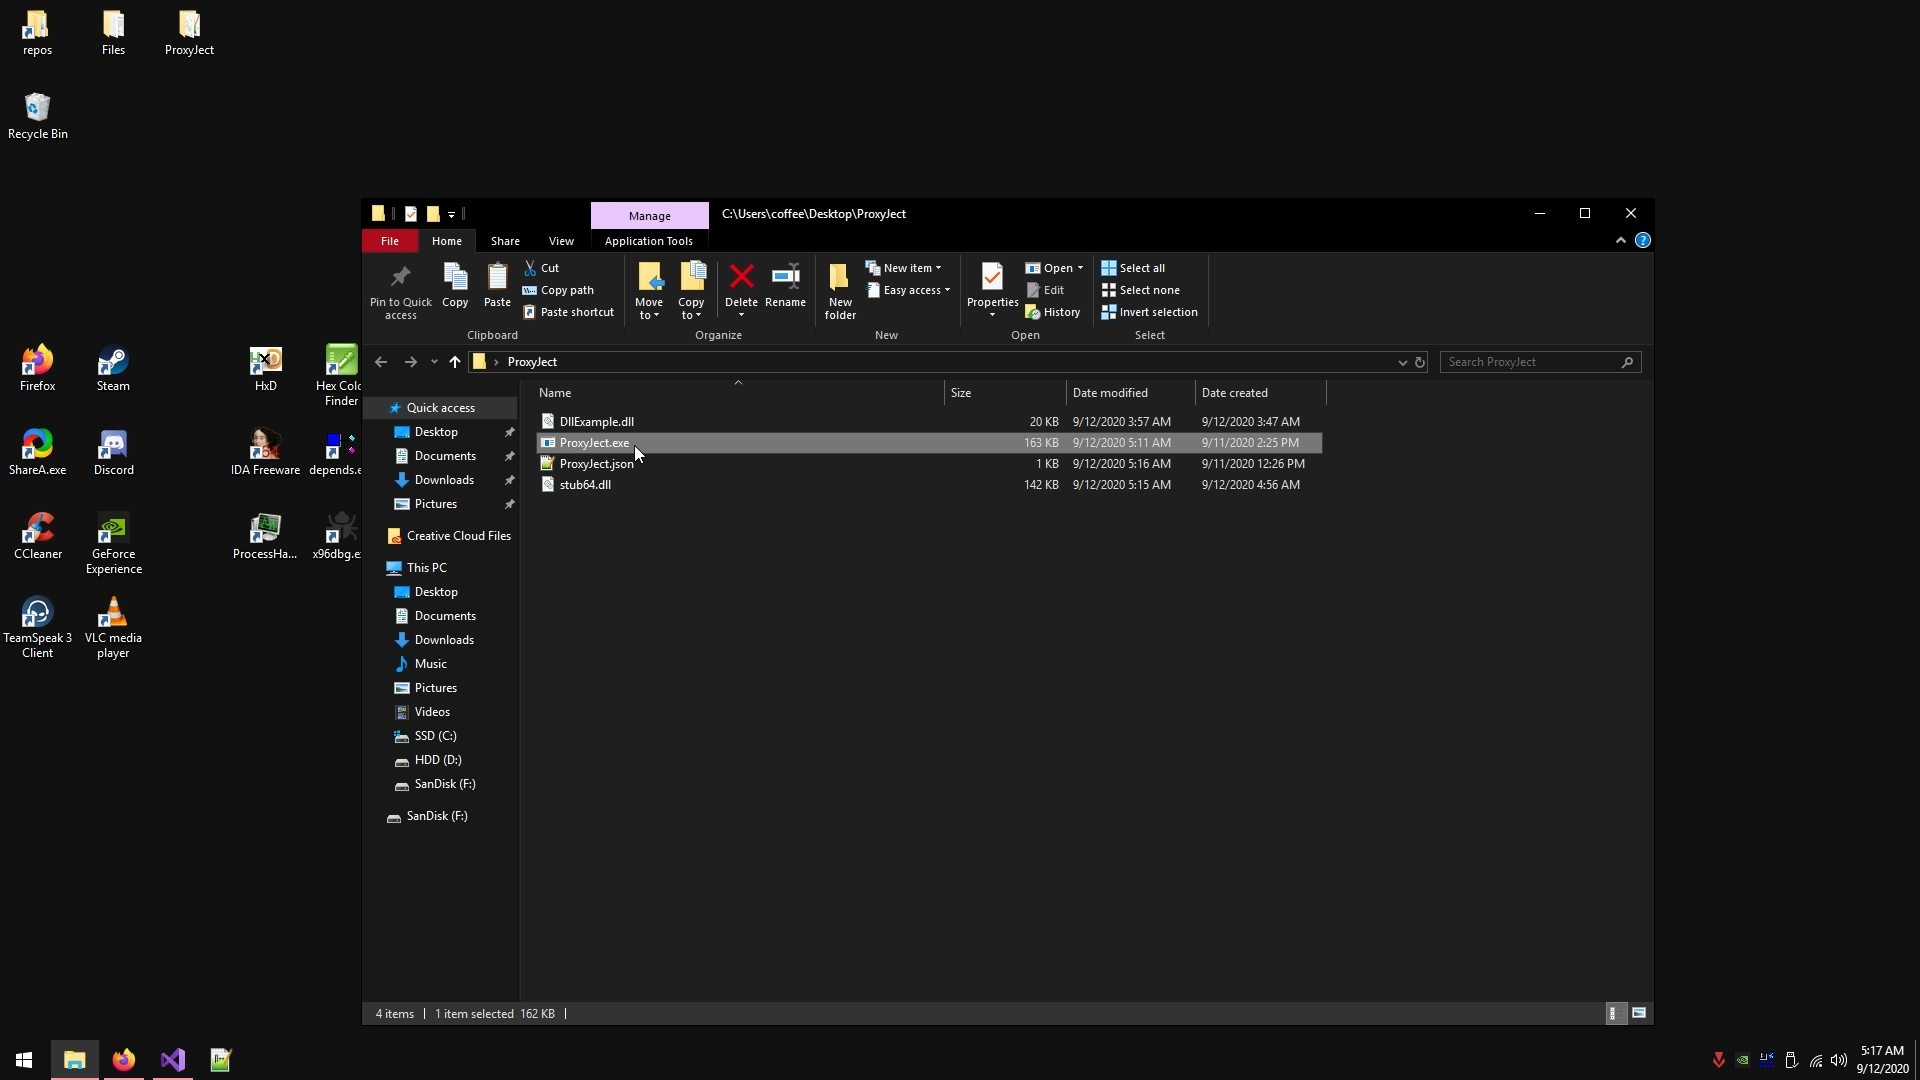 repos
Files
ProxyJect
Recycle Bin
Firefox
Steam
HxD
Hex Colo
Finder
ShareA.exe
Discord
IDA Freeware
depends.e
CCleaner
GeForce
Experience
ProcessHa...
x96dbg.e
TeamSpeak 3
Client
VLC media
player
Manage
C:\Users\coffee\Desktop\ProxyJect
File
Home
Share
View
Application Tools
Pin to Quick
access
Copy
Paste
Cut
Copy path
Paste shortcut
Clipboard
Move
to
Copy
to
Delete
Rename
Organize
New
folder
New item
Easy access
New
Properties
Open
Edit
History
Open
Select all
Select none
Invert selection
Select
ProxyJect
Search ProxyJect
Quick access
Desktop
Documents
Downloads
Pictures
Creative Cloud Files
This PC
Desktop
Documents
Downloads
Music
Pictures
Videos
SSD (C:)
HDD (D:)
SanDisk (F:)
SanDisk (F:)
Name Size Date modified Date created
DllExample.dll 20 KB 9/12/2020 3:57 AM 9/12/2020 3:47 AM
ProxyJect.exe 163 KB 9/12/2020 5:11 AM 9/11/2020 2:25 PM
ProxyJect.json 1 KB 9/12/2020 5:16 AM 9/11/2020 12:26 PM
stub64.dll 142 KB 9/12/2020 5:15 AM 9/12/2020 4:56 AM
4 items 1 item selected 162 KB
5:17 AM
9/12/2020